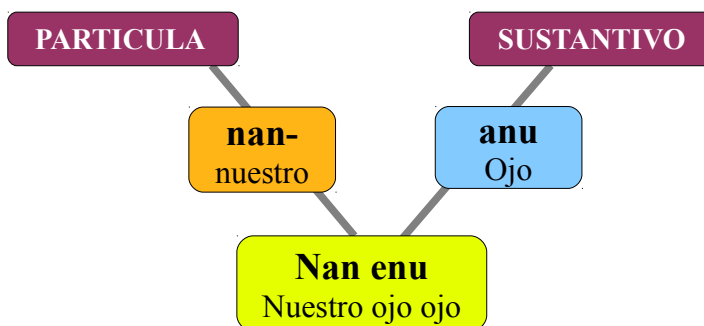 PARTICULA
SUSTANTIVO
nan-
nuestro
anu
Ojo
Nan enu
Nuestro ojo ojo